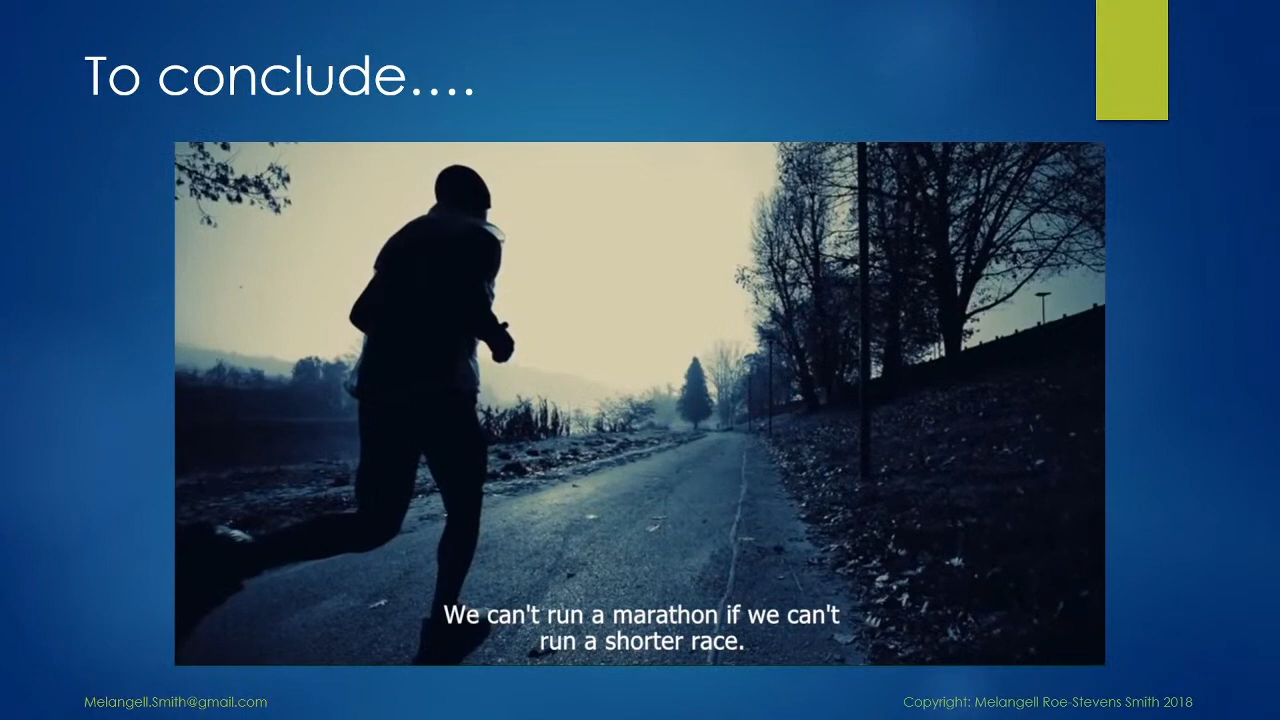 To conclude....
We can't run a marathon if we can't
run a shorter race.
Melangell.Smith@gmail.com
Copyright: Melangell Roe-Stevens Smith 2018